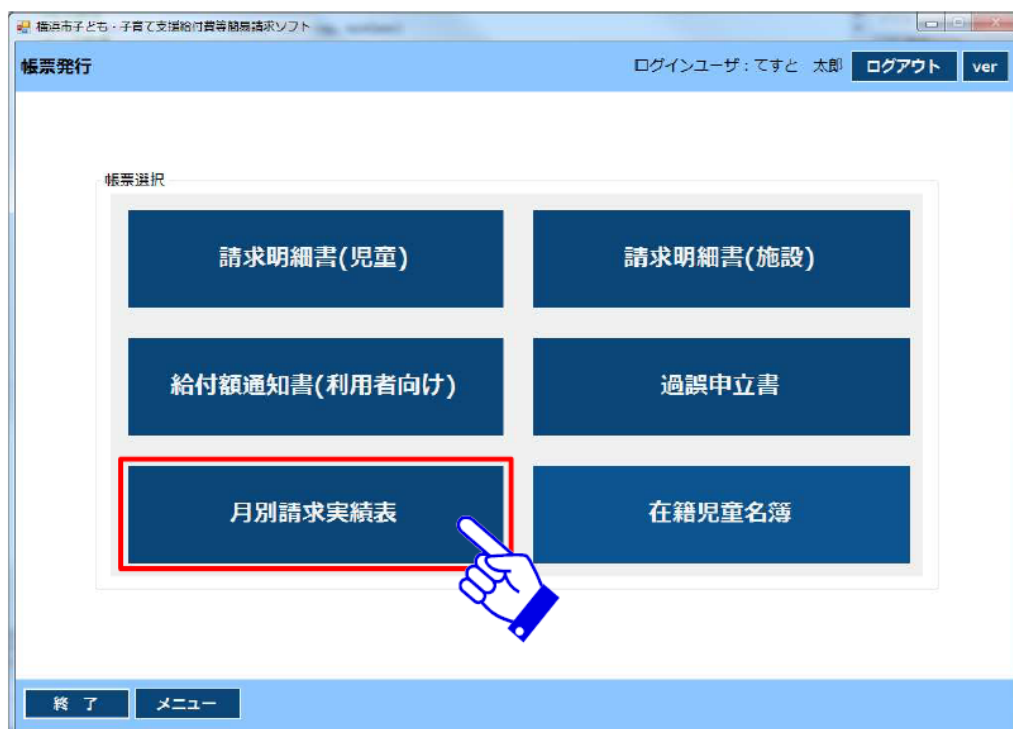 横浜市子ども・子育て支援給付費等簡易請求ソフト
帳票発行
ログインユーザ：てすと 太郎
ログアウト
ver
帳票選択
請求明細書(児童)
請求明細書(施設)
給付額通知書(利用者向け)
過誤申立書
月別請求実績表
在籍児童名簿
終 了
メニュー